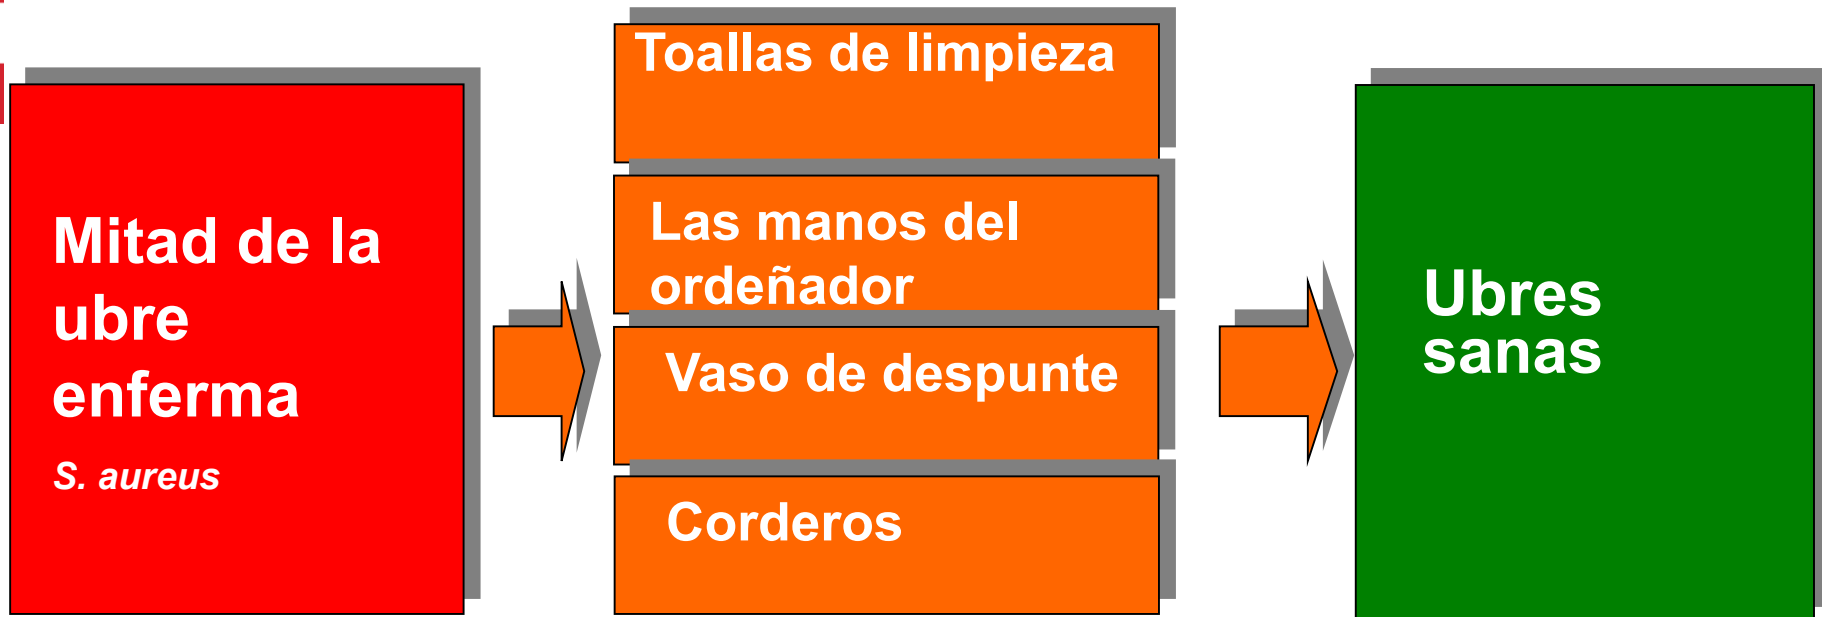 Mitad de la
ubre
enferma
S. aureus
Toallas de limpieza
Las manos del
ordeñador
Vaso de despunte
Corderos
Ubres
sanas